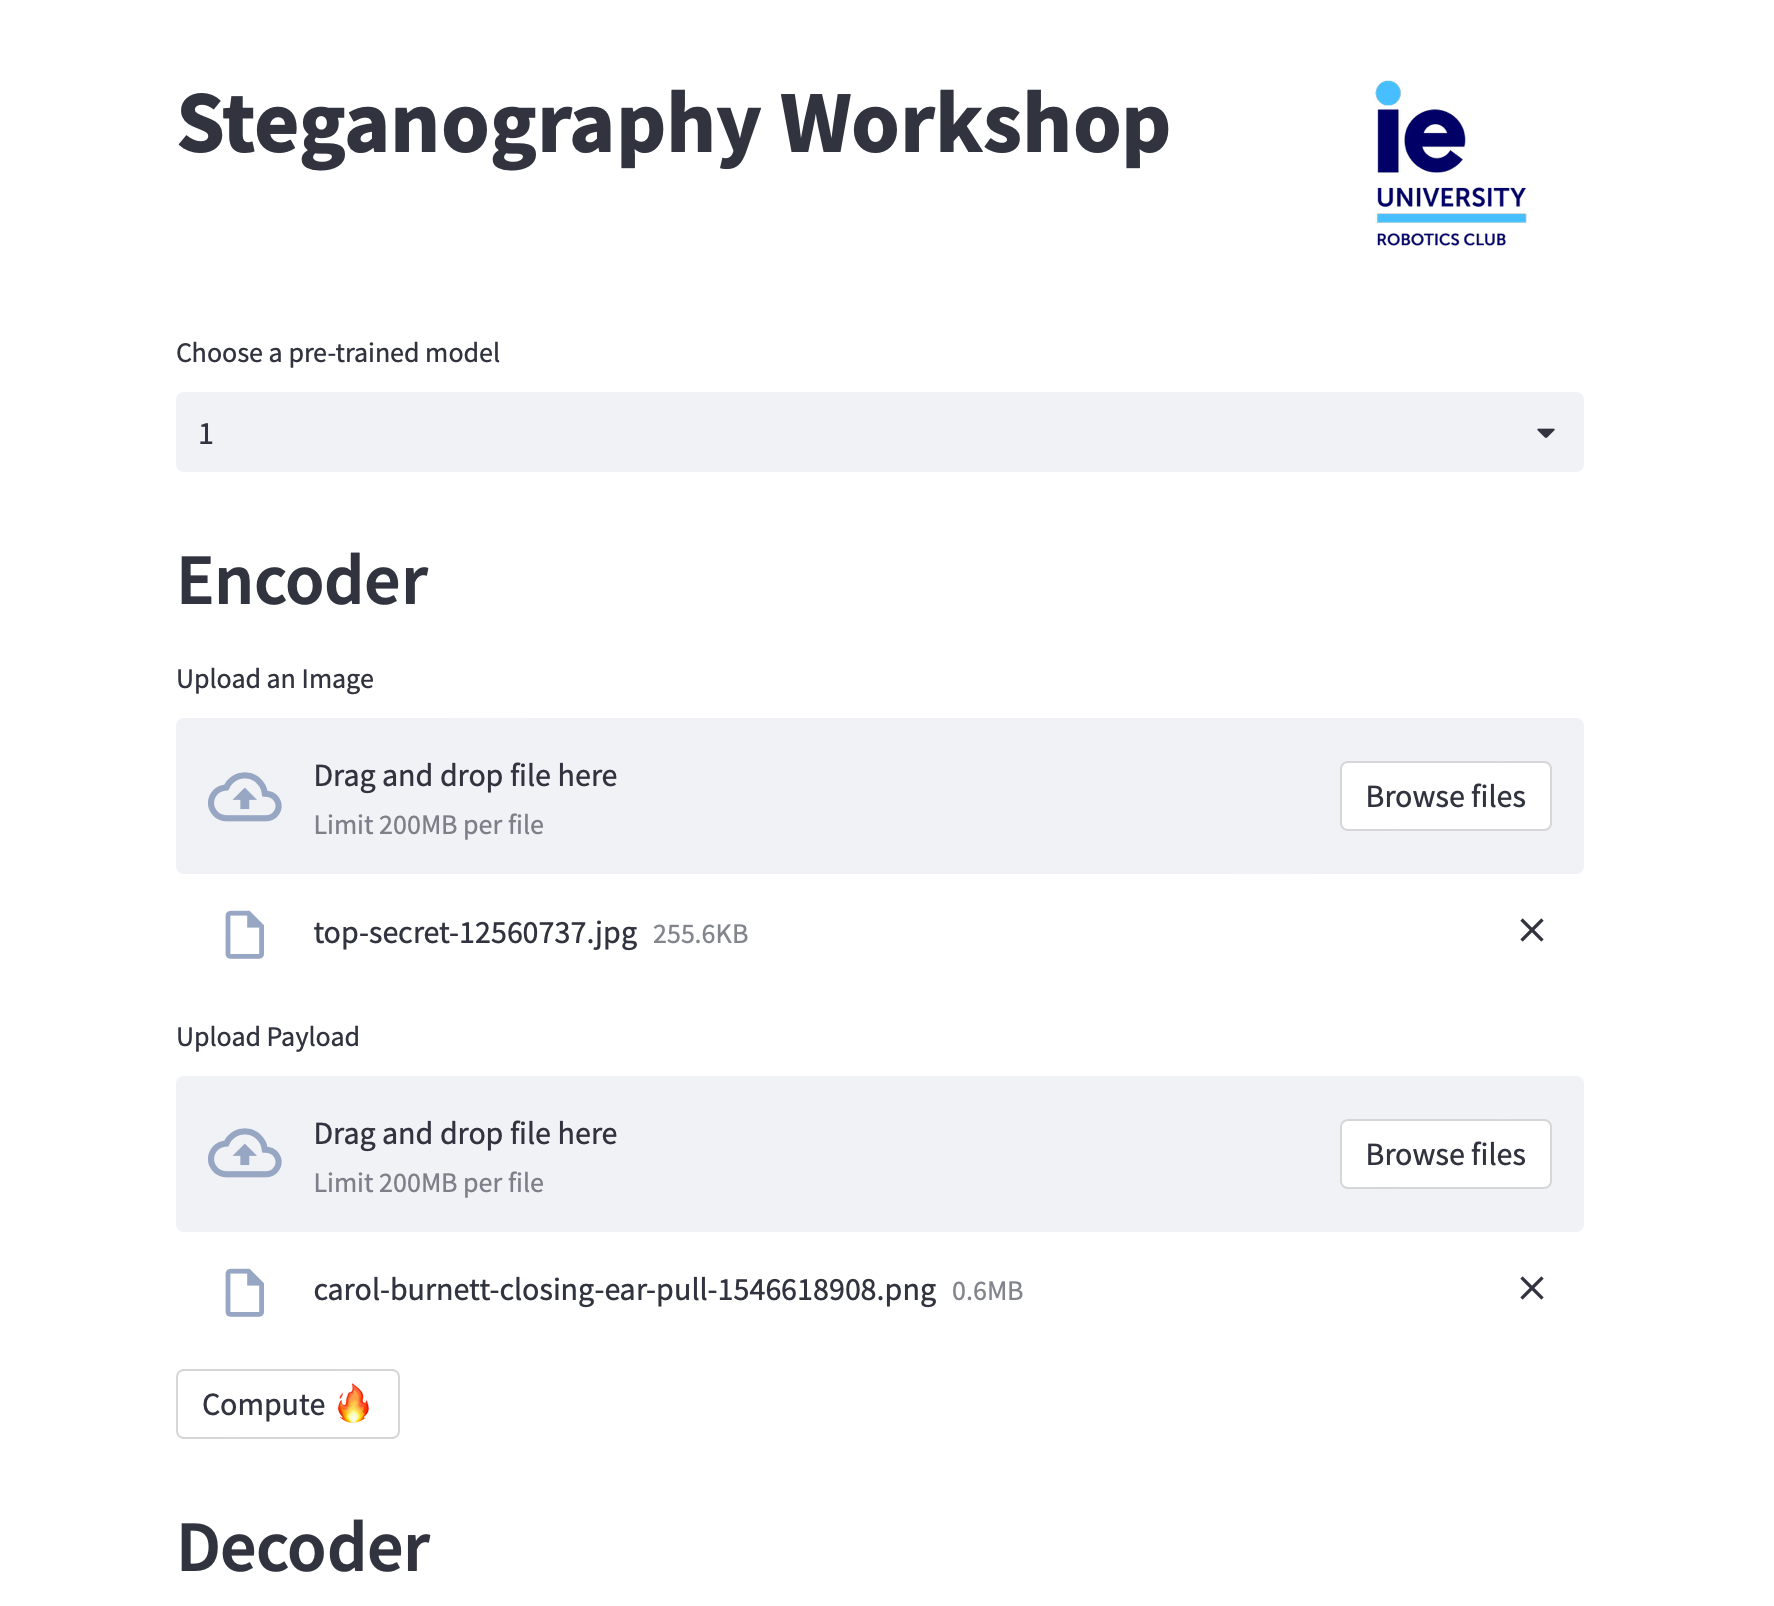 Steganography Workshop
ie
UNIVERSITY
ROBOTICS CLUB
Choose a pre-trained model
1
Encoder
Upload an Image
Drag and drop file here
Limit 200MB per file
Browse files
top-secret-12560737.jpg 255.6KB
Upload Payload
Drag and drop file here
Limit 200MB per file
Browse files
carol-burnett-closing-ear-pull-1546618908.png 0.6MB
Compute 🔥
Decoder